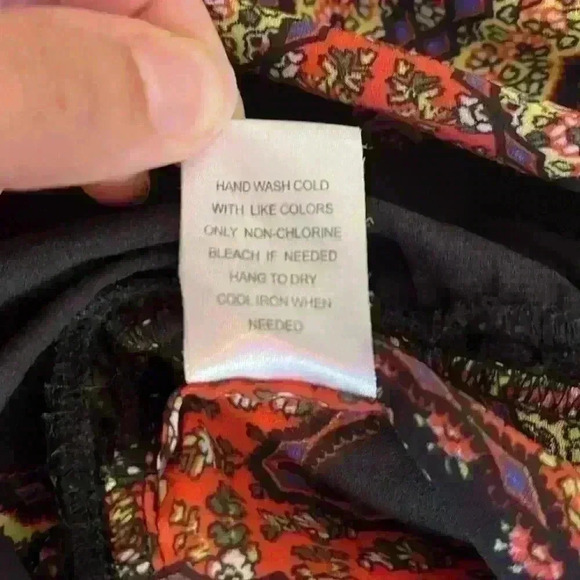 HAND WASH COLD
WITH LIKE COLORS
ONLY NON-CHLORINE
BLEACH IF NEEDED
HANG TO DRY
COOL IRON WHEN
NEEDED